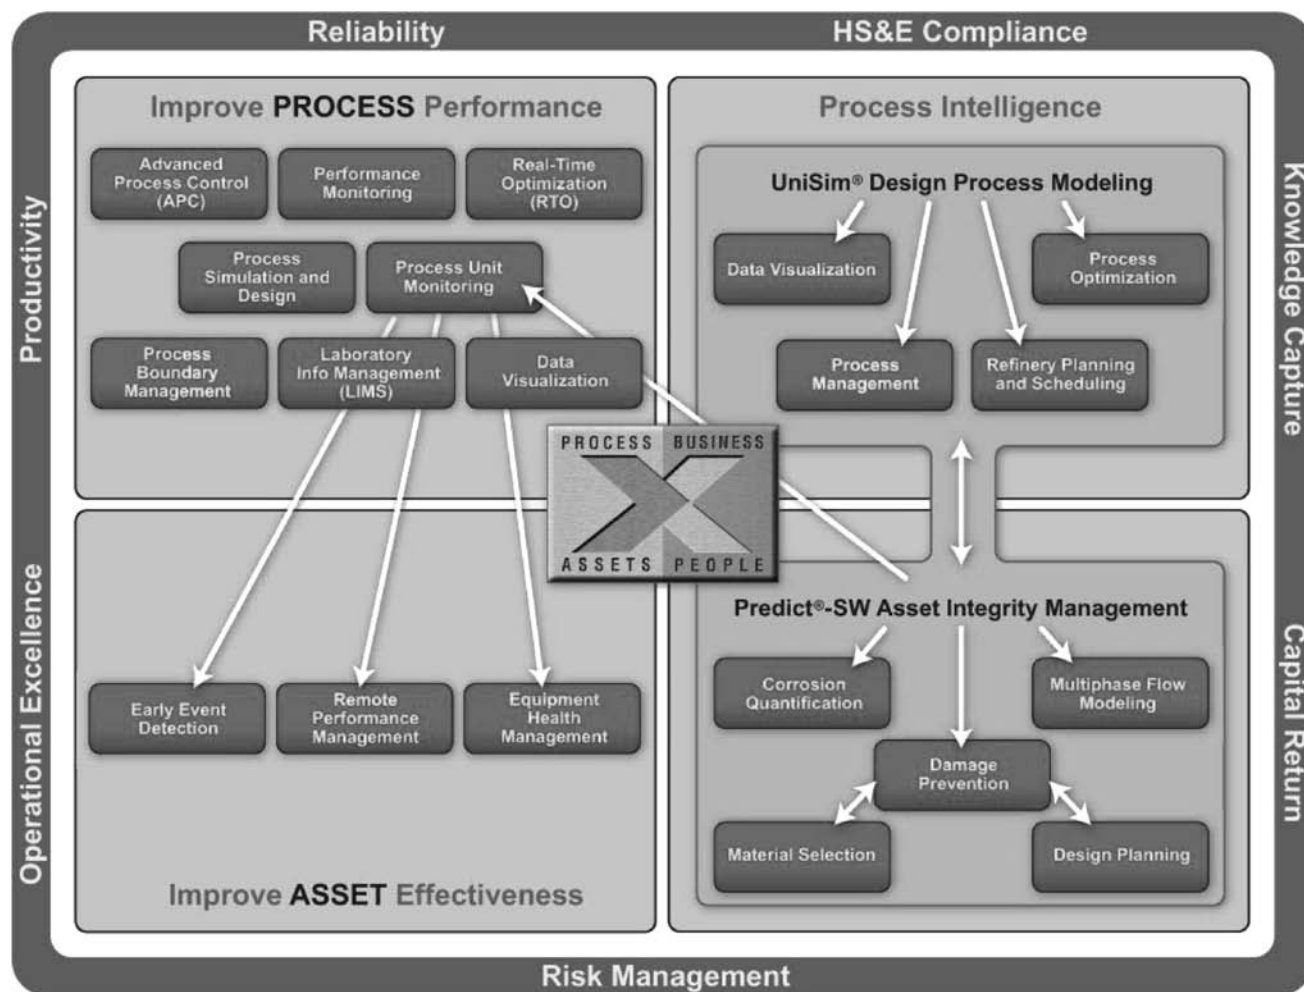 Reliability
HS&E Compliance
Productivity
Operational Excellence
Improve PROCESS Performance
Advanced
Process Control
(APC)
Performance
Monitoring
Real-Time
Optimization
(RTO)
Process
Simulation and
Design
Process Unit
Monitoring
Process
Boundary
Management
Laboratory
Info Management
(LIMS)
Data
Visualization
Process Intelligence
UniSim® Design Process Modeling
Data Visualization
Process
Optimization
Process
Management
Refinery Planning
and Scheduling
PROCESS BUSINESS
ASSETS PEOPLE
Early Event
Detection
Remote
Performance
Management
Equipment
Health
Management
Improve ASSET Effectiveness
Predict®-SW Asset Integrity Management
Corrosion
Quantification
Multiphase Flow
Modeling
Damage
Prevention
Material Selection
Design Planning
Knowledge Capture
Capital Return
Risk Management